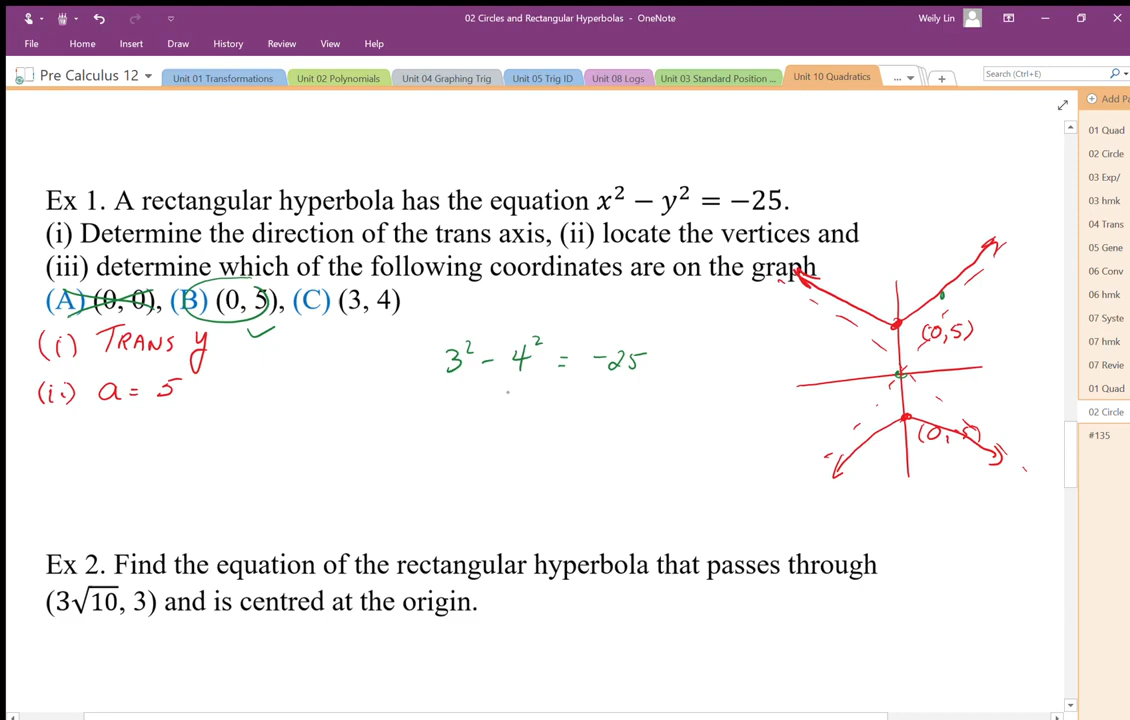 02 Circles and Rectangular Hyperbolas - OneNote
Weily Lin
File Home Insert Draw History Review View Help
Pre Calculus 12
Unit 01 Transformations
Unit 02 Polynomials
Unit 04 Graphing Trig
Unit 05 Trig ID
Unit 08 Logs
Unit 03 Standard Position ...
Unit 10 Quadratics
...
Search (Ctrl+E)
Add Pa
01 Quad
02 Circle
03 Exp/
03 hmk
04 Trans
05 Gene
06 Conv
06 hmk
07 Syste
07 hmk
07 Revie
01 Quad
02 Circle
#135
Ex 1. A rectangular hyperbola has the equation x² − y² = −25.
(i) Determine the direction of the trans axis, (ii) locate the vertices and
(iii) determine which of the following coordinates are on the graph
(A) (0, 0), (B) (0, 5), (C) (3, 4)
(i) TRANS y
(ii) a = 5
3² - 4² = -25
(0,5)
(0,-5)
Ex 2. Find the equation of the rectangular hyperbola that passes through
(3√10, 3) and is centred at the origin.